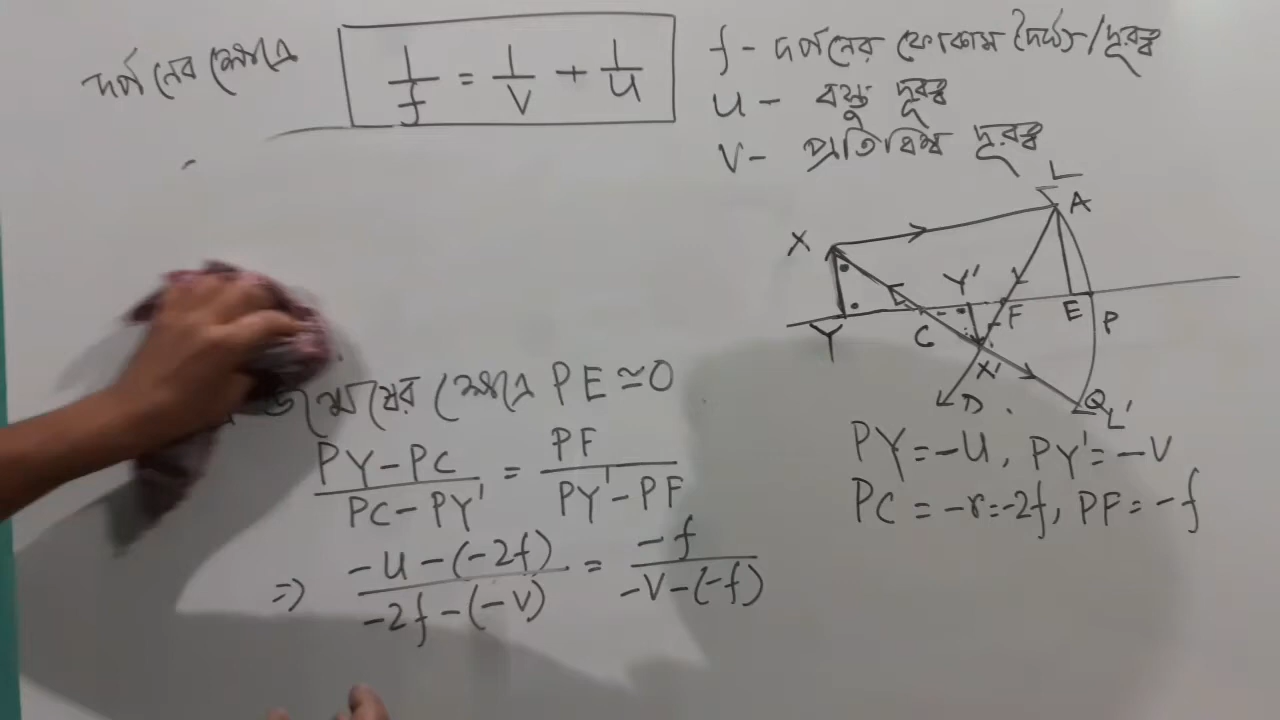 দর্পনের ক্ষেত্রে
1/f = 1/v + 1/u
f - দর্পনের ফোকাস দৈর্ঘ্য/দূরত্ব
u - বস্তু দূরত্ব
v - প্রতিবিম্ব দূরত্ব
L
A
X
Y'
Y
C
F
E
P
X'
D
Q
L'
ক্ষেত্রে PE ≃ 0
(PY - PC)/(PC - PY') = PF/(PY' - PF)
⇒ (-u - (-2f))/(-2f - (-v)) = -f/(-v - (-f))
PY = -u, PY' = -v
PC = -r = -2f, PF = -f